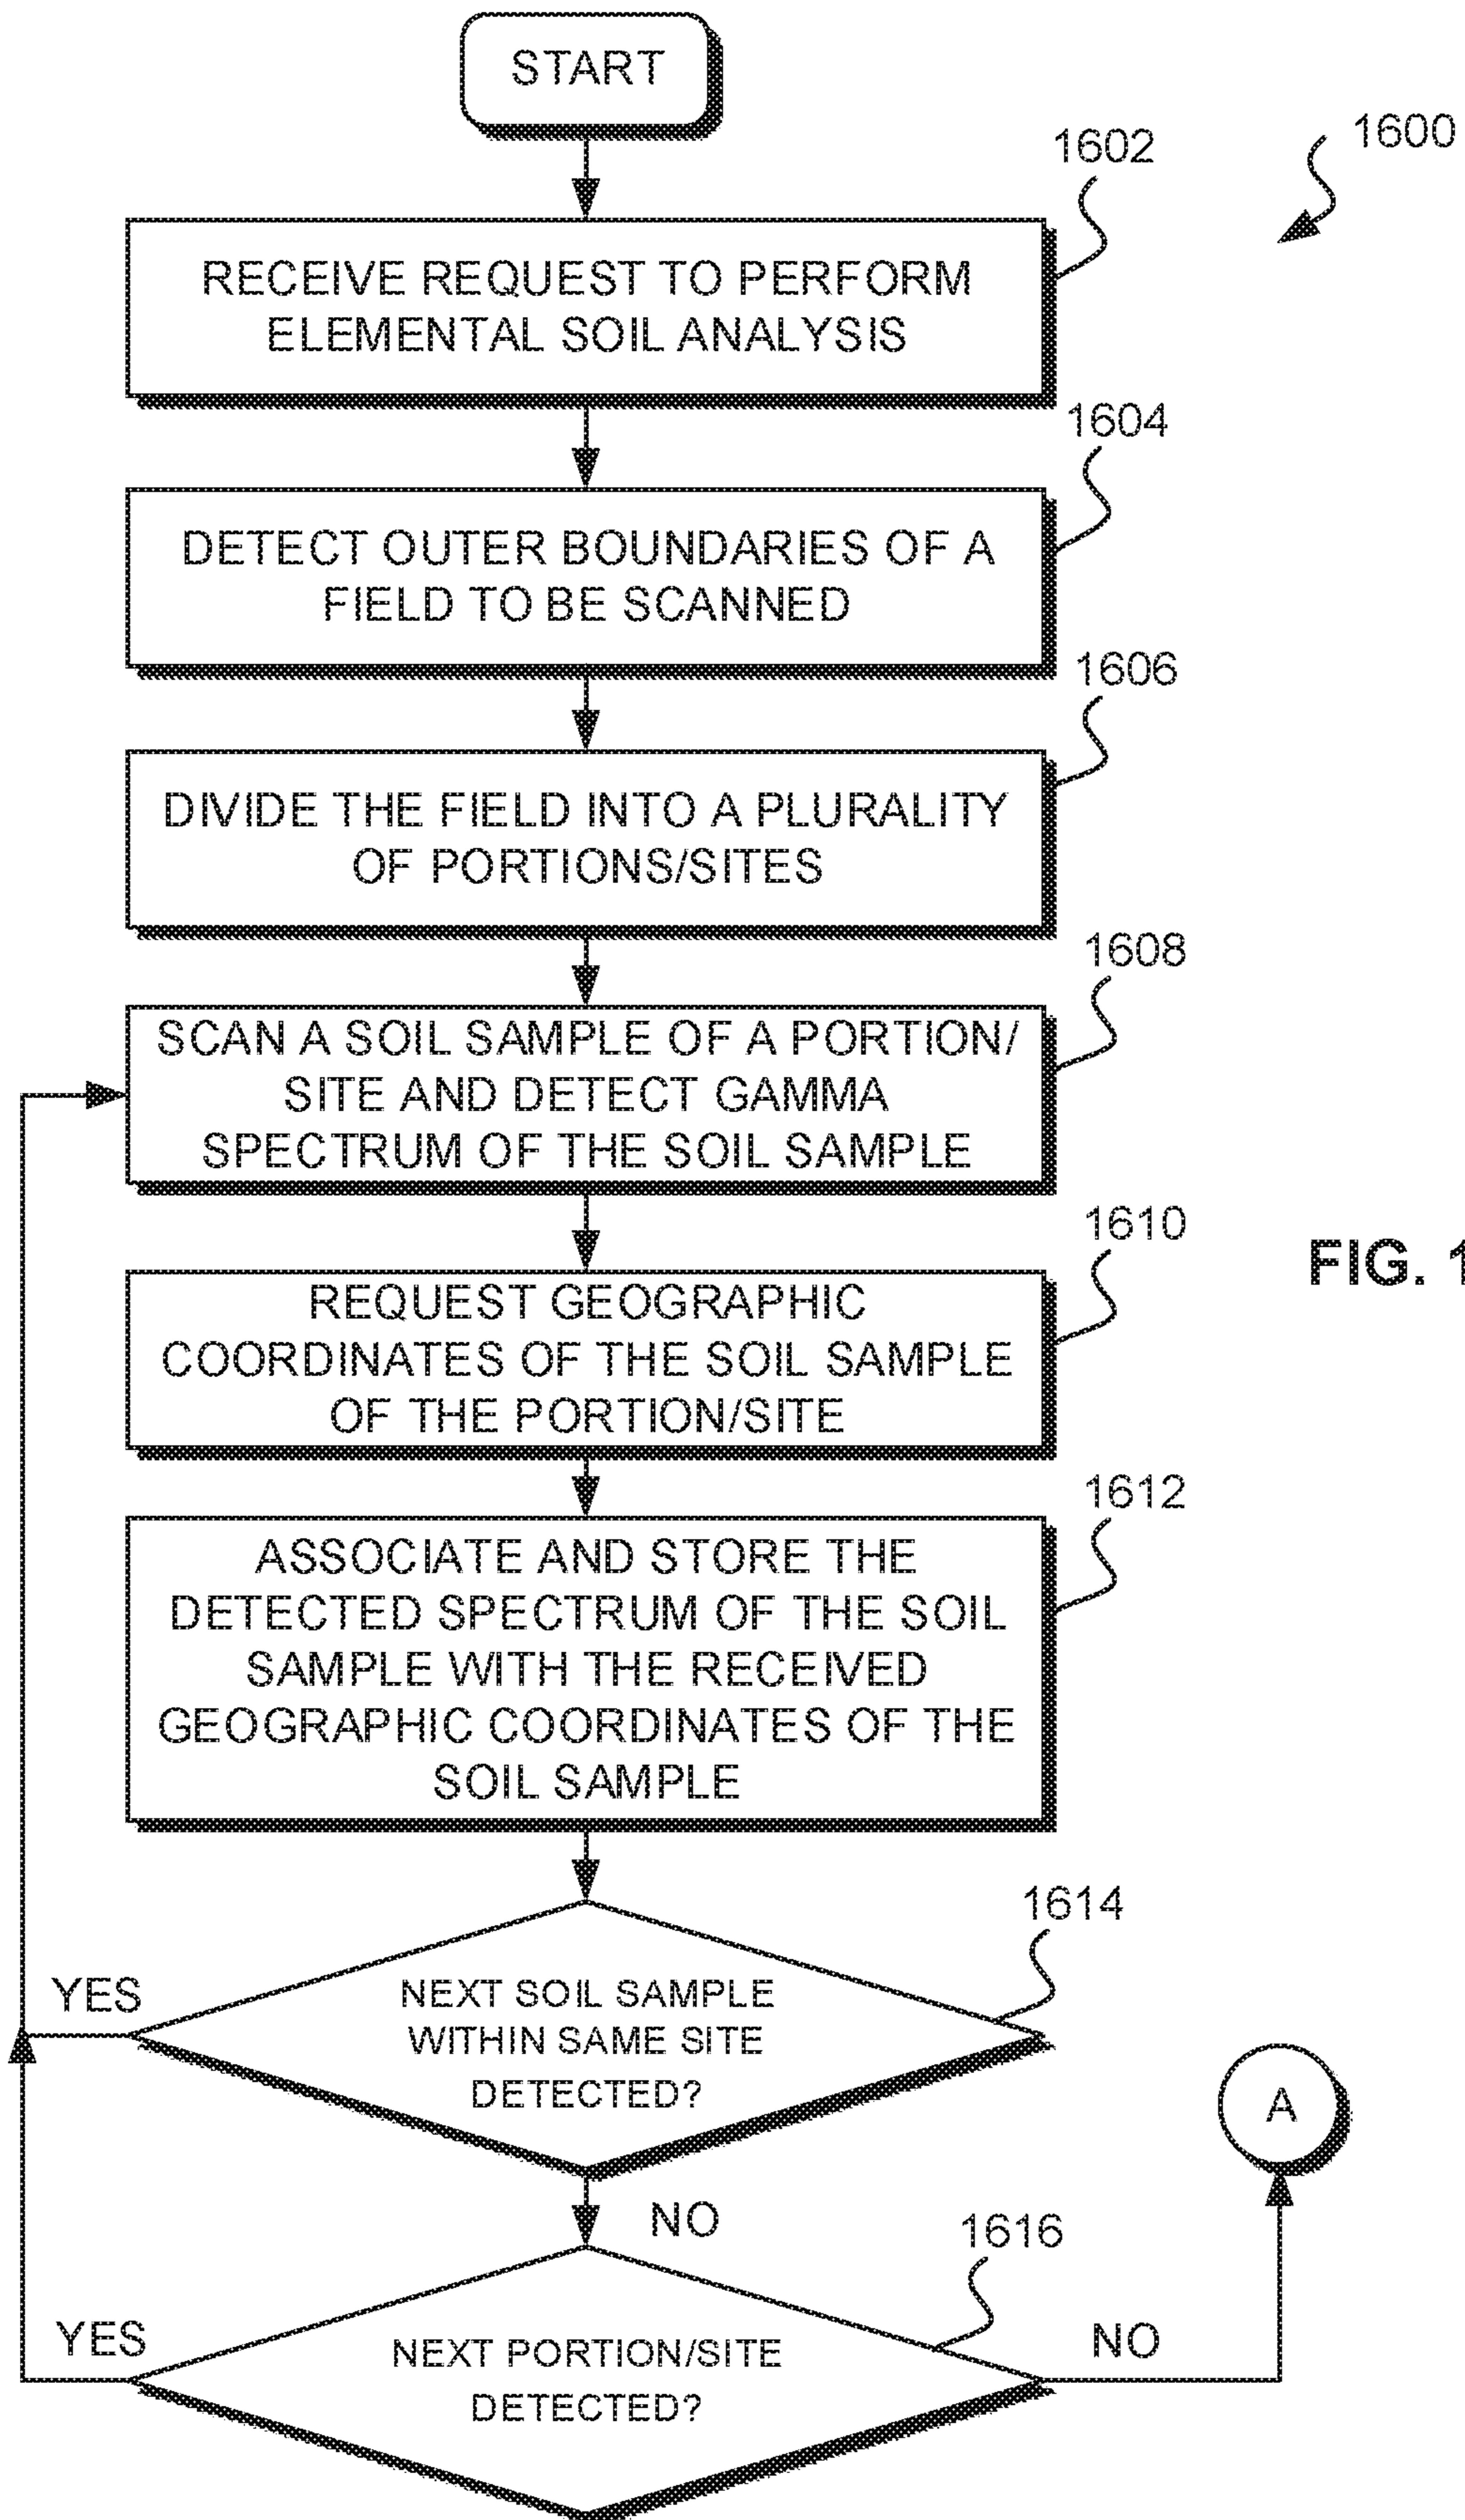 START
1600
1602
RECEIVE REQUEST TO PERFORM
ELEMENTAL SOIL ANALYSIS
1604
DETECT OUTER BOUNDARIES OF A
FIELD TO BE SCANNED
1606
DIVIDE THE FIELD INTO A PLURALITY
OF PORTIONS/SITES
1608
SCAN A SOIL SAMPLE OF A PORTION/
SITE AND DETECT GAMMA
SPECTRUM OF THE SOIL SAMPLE
1610
FIG. 1
REQUEST GEOGRAPHIC
COORDINATES OF THE SOIL SAMPLE
OF THE PORTION/SITE
1612
ASSOCIATE AND STORE THE
DETECTED SPECTRUM OF THE SOIL
SAMPLE WITH THE RECEIVED
GEOGRAPHIC COORDINATES OF THE
SOIL SAMPLE
1614
YES
NEXT SOIL SAMPLE
WITHIN SAME SITE
DETECTED?
A
NO
1616
YES
NEXT PORTION/SITE
DETECTED?
NO